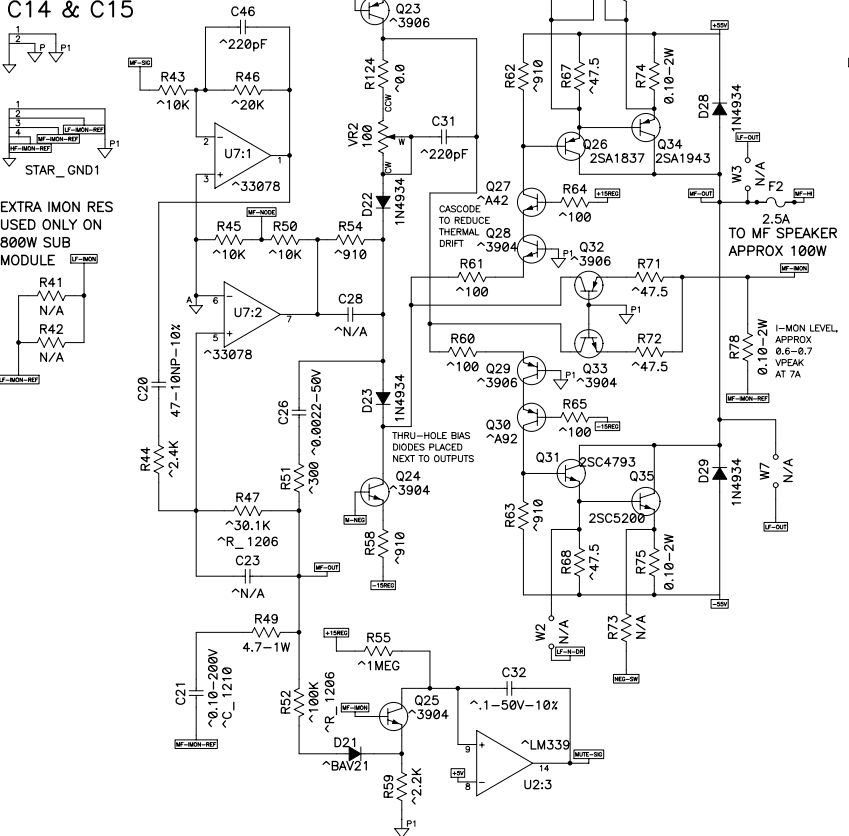 C14 & C15
1
2
P
P1
1
2
3
4
LF-IMON-REF
MF-IMON-REF
HF-IMON-REF
P1
STAR_GND1
EXTRA IMON RES
USED ONLY ON
800W SUB
MODULE
LF-IMON
R41
N/A
R42
N/A
LF-IMON-REF
C46
^220pF
MF-SIG
R43
^10K
R46
^20K
2
3
1
U7:1
^33078
MF-NODE
R45
^10K
R50
^10K
R54
^910
A
6
5
7
U7:2
^33078
C28
^N/A
C20
47-10NP-10%
R44
^2.4K
C26
^0.0022-50V
R51
^300
R47
^30.1K
^R_1206
C23
^N/A
MF-OUT
R49
4.7-1W
C21
^0.10-200V
^C_1210
MF-IMON-REF
R52
^100K
^R_1206
D21
^BAV21
Q23
^3906
R124
^0.0
CCW
VR2
100
W
CW
C31
^220pF
D22
1N4934
D23
1N4934
THRU-HOLE BIAS
DIODES PLACED
NEXT TO OUTPUTS
Q24
^3904
M-NEG
R58
^910
-15REG
+15REG
R55
^1MEG
MF-IMON
Q25
^3904
R59
^2.2K
P1
C32
^.1-50V-10%
^LM339
9
8
14
+5V
U2:3
MUTE-SIG
R62
^910
R67
^47.5
R74
0.10-2W
+55V
D28
1N4934
Q26
2SA1837
Q34
2SA1943
LF-OUT
W3
N/A
MF-OUT
F2
2.5A
MF-HI
TO MF SPEAKER
APPROX 100W
Q27
^A42
R64
^100
+15REG
CASCODE
TO REDUCE
THERMAL
DRIFT
Q28
^3904
P1
Q32
^3906
R61
^100
R71
^47.5
MF-IMON
P1
R60
^100
R72
^47.5
Q33
^3904
Q29
^3906
P1
R78
0.10-2W
I-MON LEVEL,
APPROX
0.6-0.7
VPEAK
AT 7A
MF-IMON-REF
Q30
^A92
R65
^100
-15REG
Q31
2SC4793
Q35
2SC5200
D29
1N4934
W7
N/A
LF-OUT
R63
^910
R68
^47.5
R75
0.10-2W
-55V
W2
N/A
LF-N-DR
R73
N/A
NEG-SW